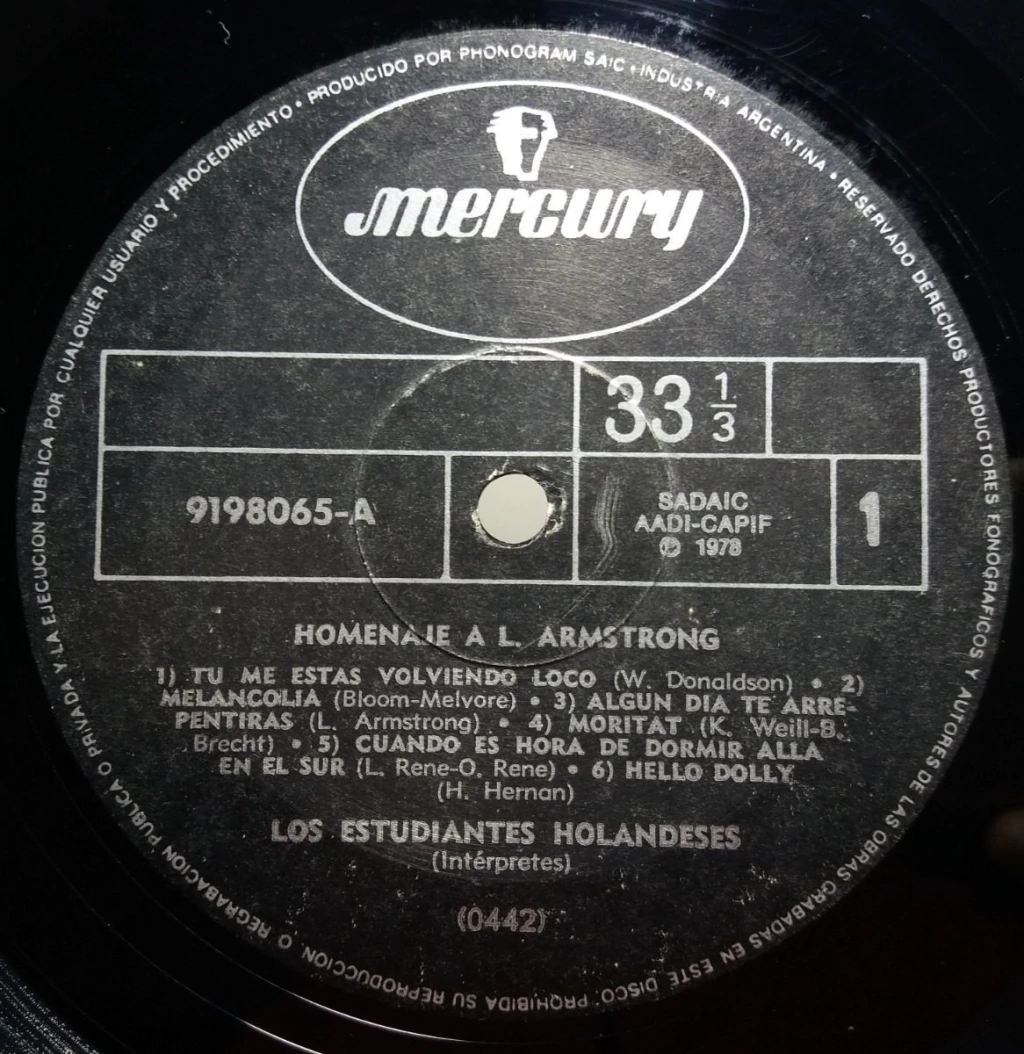 PRODUCIDO POR PHONOGRAM SAIC • INDUSTRIA ARGENTINA • RESERVADO DERECHOS PRODUCTORES FONOGRAFICOS Y AUTORES DE LAS OBRAS GRABADAS EN ESTE DISCO. PROHIBIDA SU REPRODUCCION, O REGRABACION PUBLICA O PRIVADA Y LA EJECUCION PUBLICA POR CUALQUIER USUARIO Y PROCEDIMIENTO •
mercury
33 1/3
9198065-A
SADAIC
AADI-CAPIF
℗ 1978
1
HOMENAJE A L. ARMSTRONG
1) TU ME ESTAS VOLVIENDO LOCO (W. Donaldson) • 2)
MELANCOLIA (Bloom-Melvore) • 3) ALGUN DIA TE ARRE-
PENTIRAS (L. Armstrong) • 4) MORITAT (K. Weill-B.
Brecht) • 5) CUANDO ES HORA DE DORMIR ALLA
EN EL SUR (L. Rene-O. Rene) • 6) HELLO DOLLY
(H. Hernan)
LOS ESTUDIANTES HOLANDESES
(Intérpretes)
(0442)